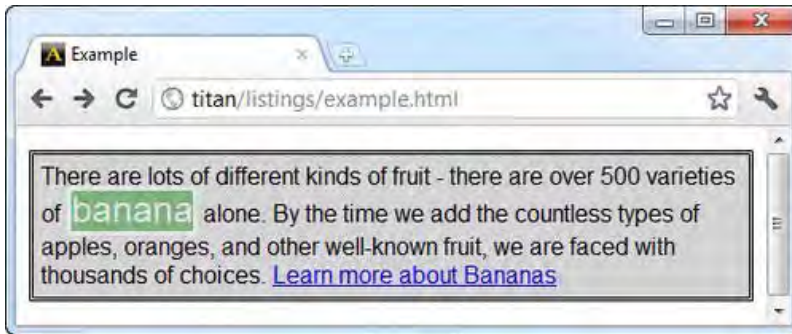 Example
titan/listings/example.html
There are lots of different kinds of fruit - there are over 500 varieties
of banana alone. By the time we add the countless types of
apples, oranges, and other well-known fruit, we are faced with
thousands of choices. Learn more about Bananas